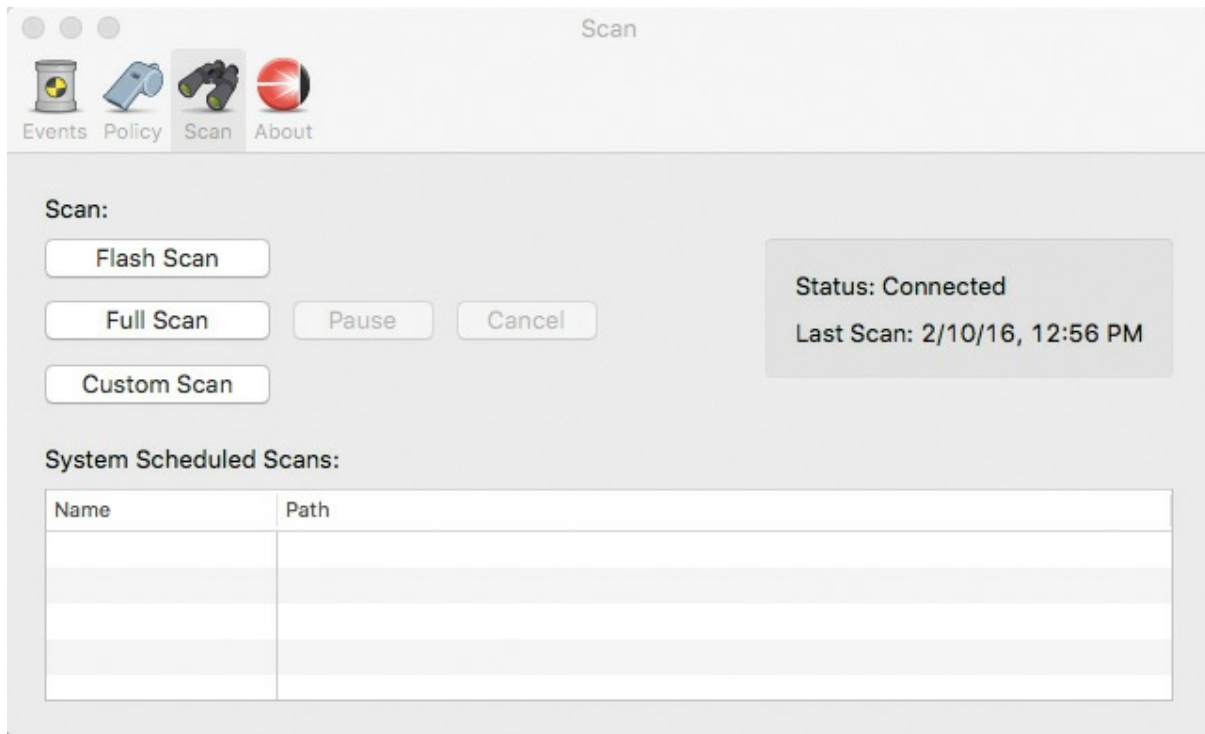 Scan
Events Policy Scan About
Scan:
Flash Scan
Full Scan Pause Cancel
Custom Scan
Status: Connected
Last Scan: 2/10/16, 12:56 PM
System Scheduled Scans:
Name Path